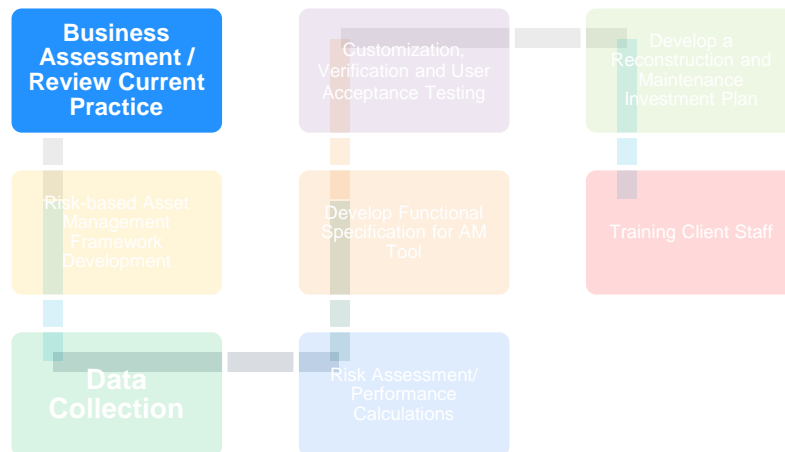 Business
Assessment /
Review Current
Practice
Risk-based Asset
Management
Framework
Development
Data
Collection
Risk Assessment/
Performance
Calculations
Develop Functional
Specification for AM
Tool
Customization,
Verification and User
Acceptance Testing
Develop a
Reconstruction and
Maintenance
Investment Plan
Training Client Staff